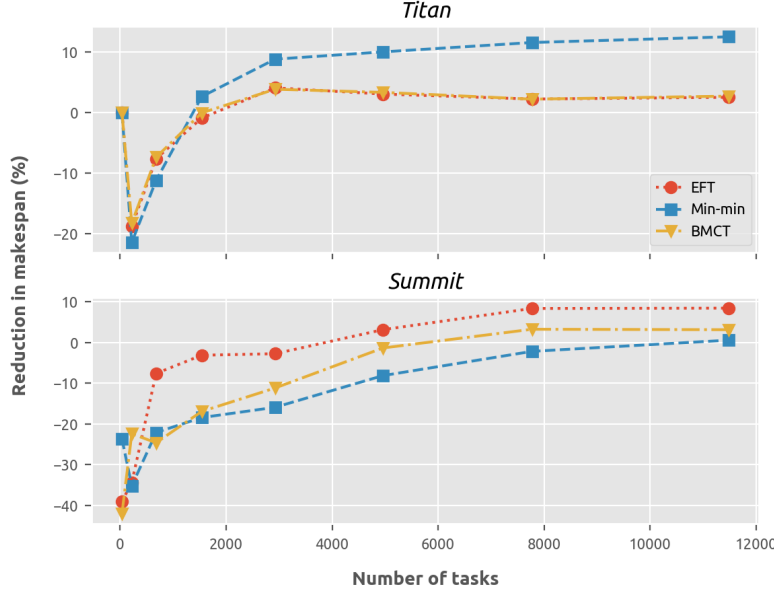 Titan
10
0
−10
−20
EFT
Min-min
BMCT
Reduction in makespan (%)
Summit
10
0
−10
−20
−30
−40
0 2000 4000 6000 8000 10000 12000
Number of tasks